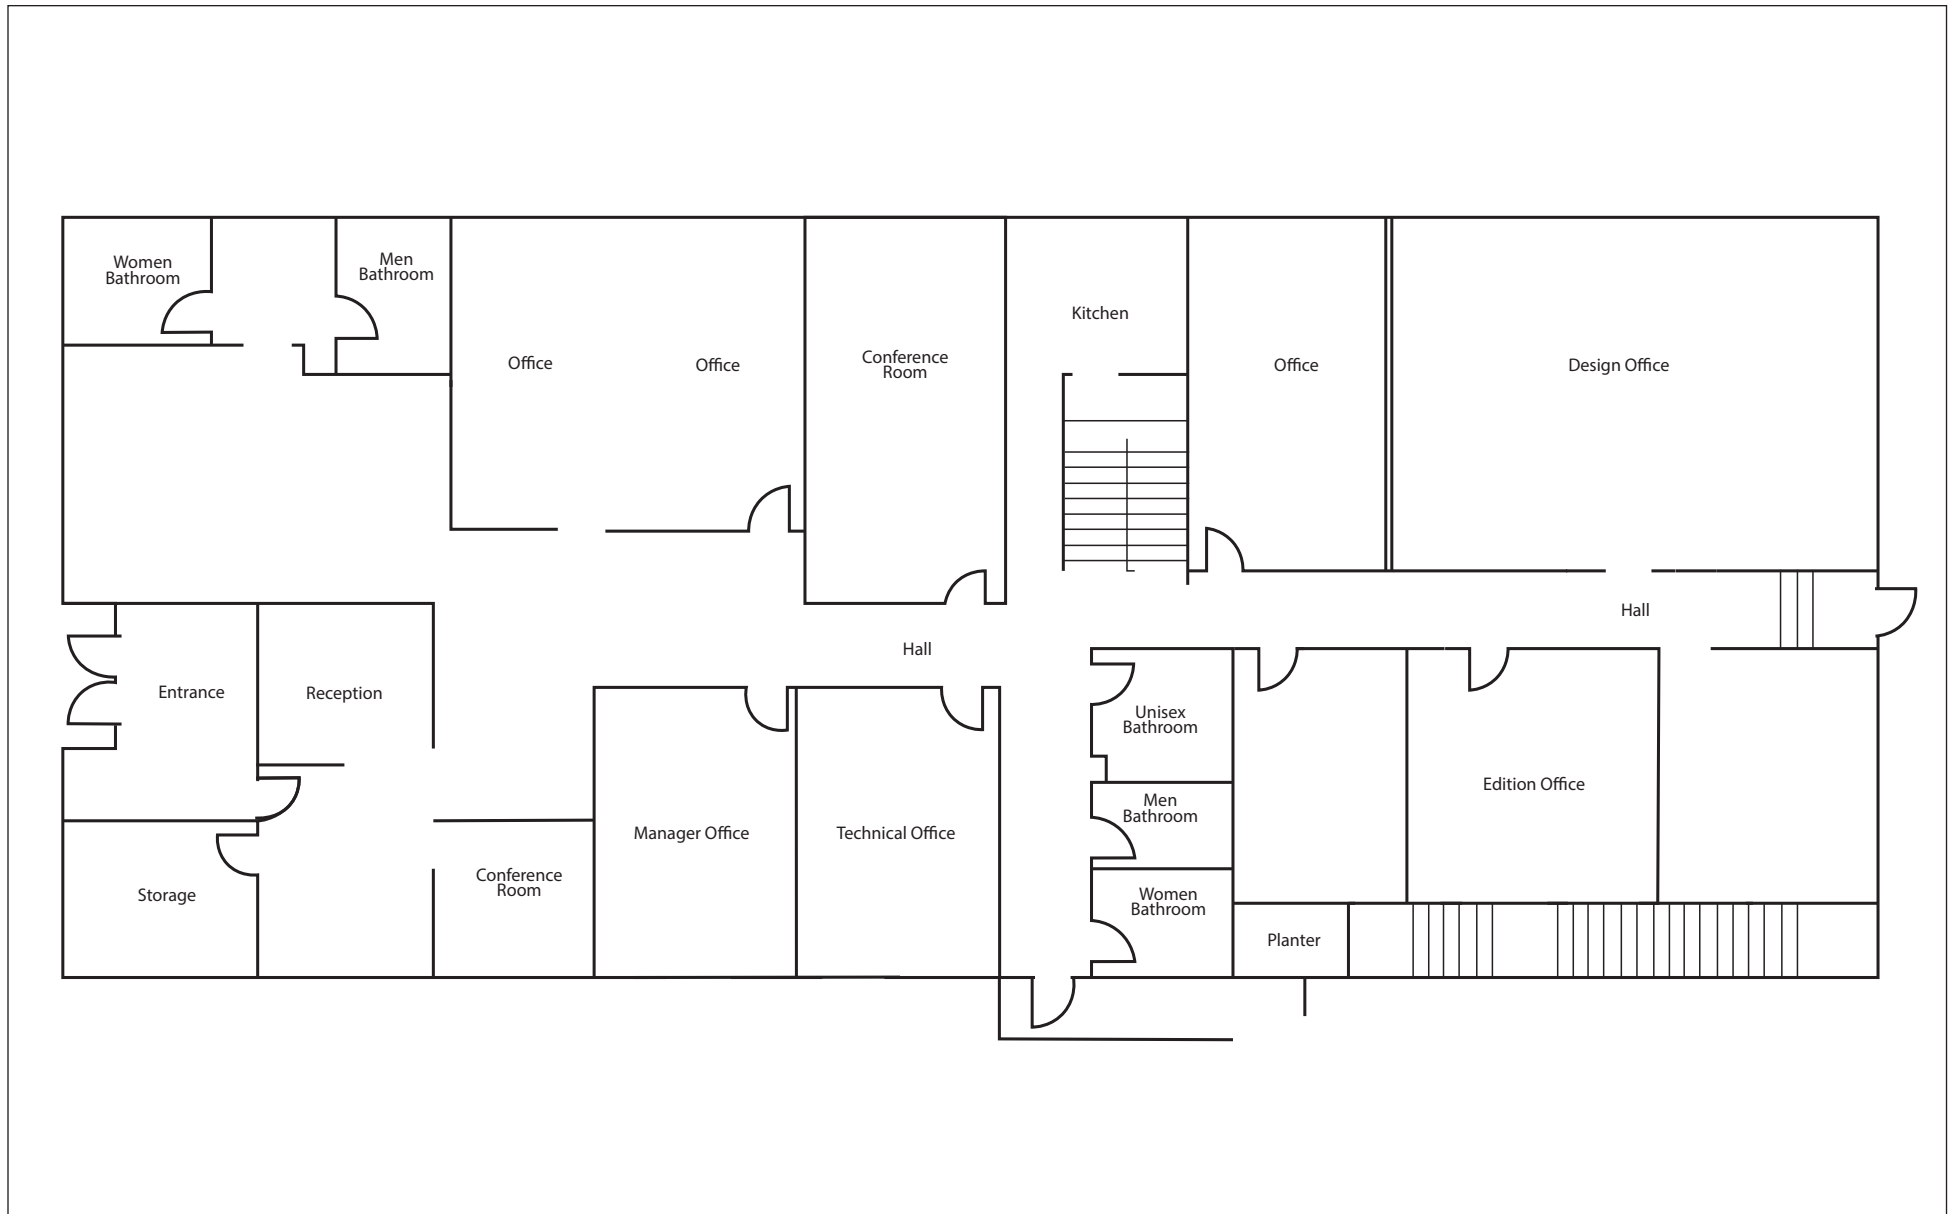 Women
Bathroom
Men
Bathroom
Office
Office
Conference
Room
Kitchen
Office
Design Office
Hall
Hall
Entrance
Reception
Unisex
Bathroom
Edition Office
Men
Bathroom
Manager Office
Technical Office
Conference
Room
Storage
Women
Bathroom
Planter